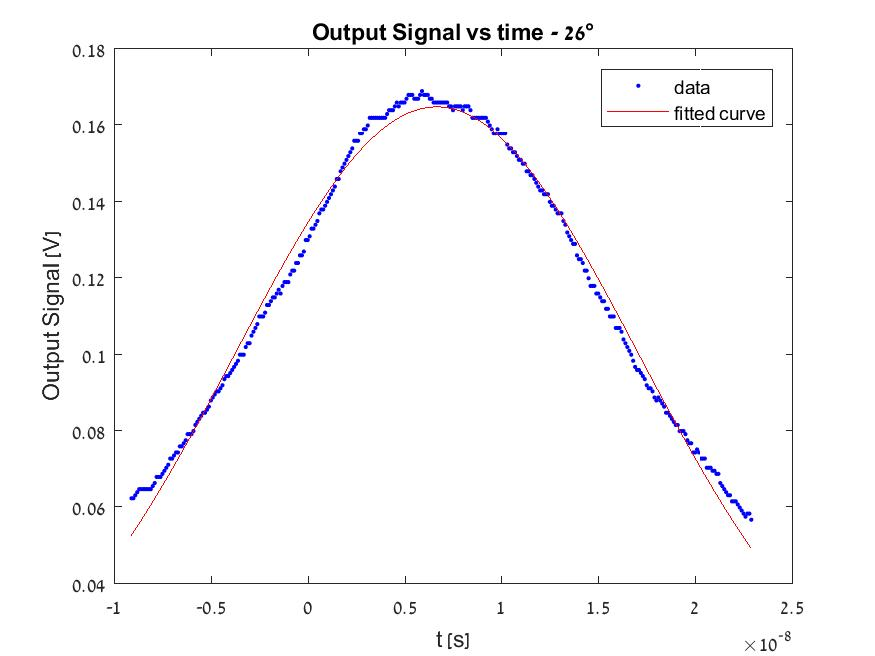 Output Signal vs time - 26°
0.18
0.16
0.14
0.12
0.1
0.08
0.06
0.04
Output Signal [V]
data
fitted curve
-1 -0.5 0 0.5 1 1.5 2 2.5
t [s]
×10⁻⁸